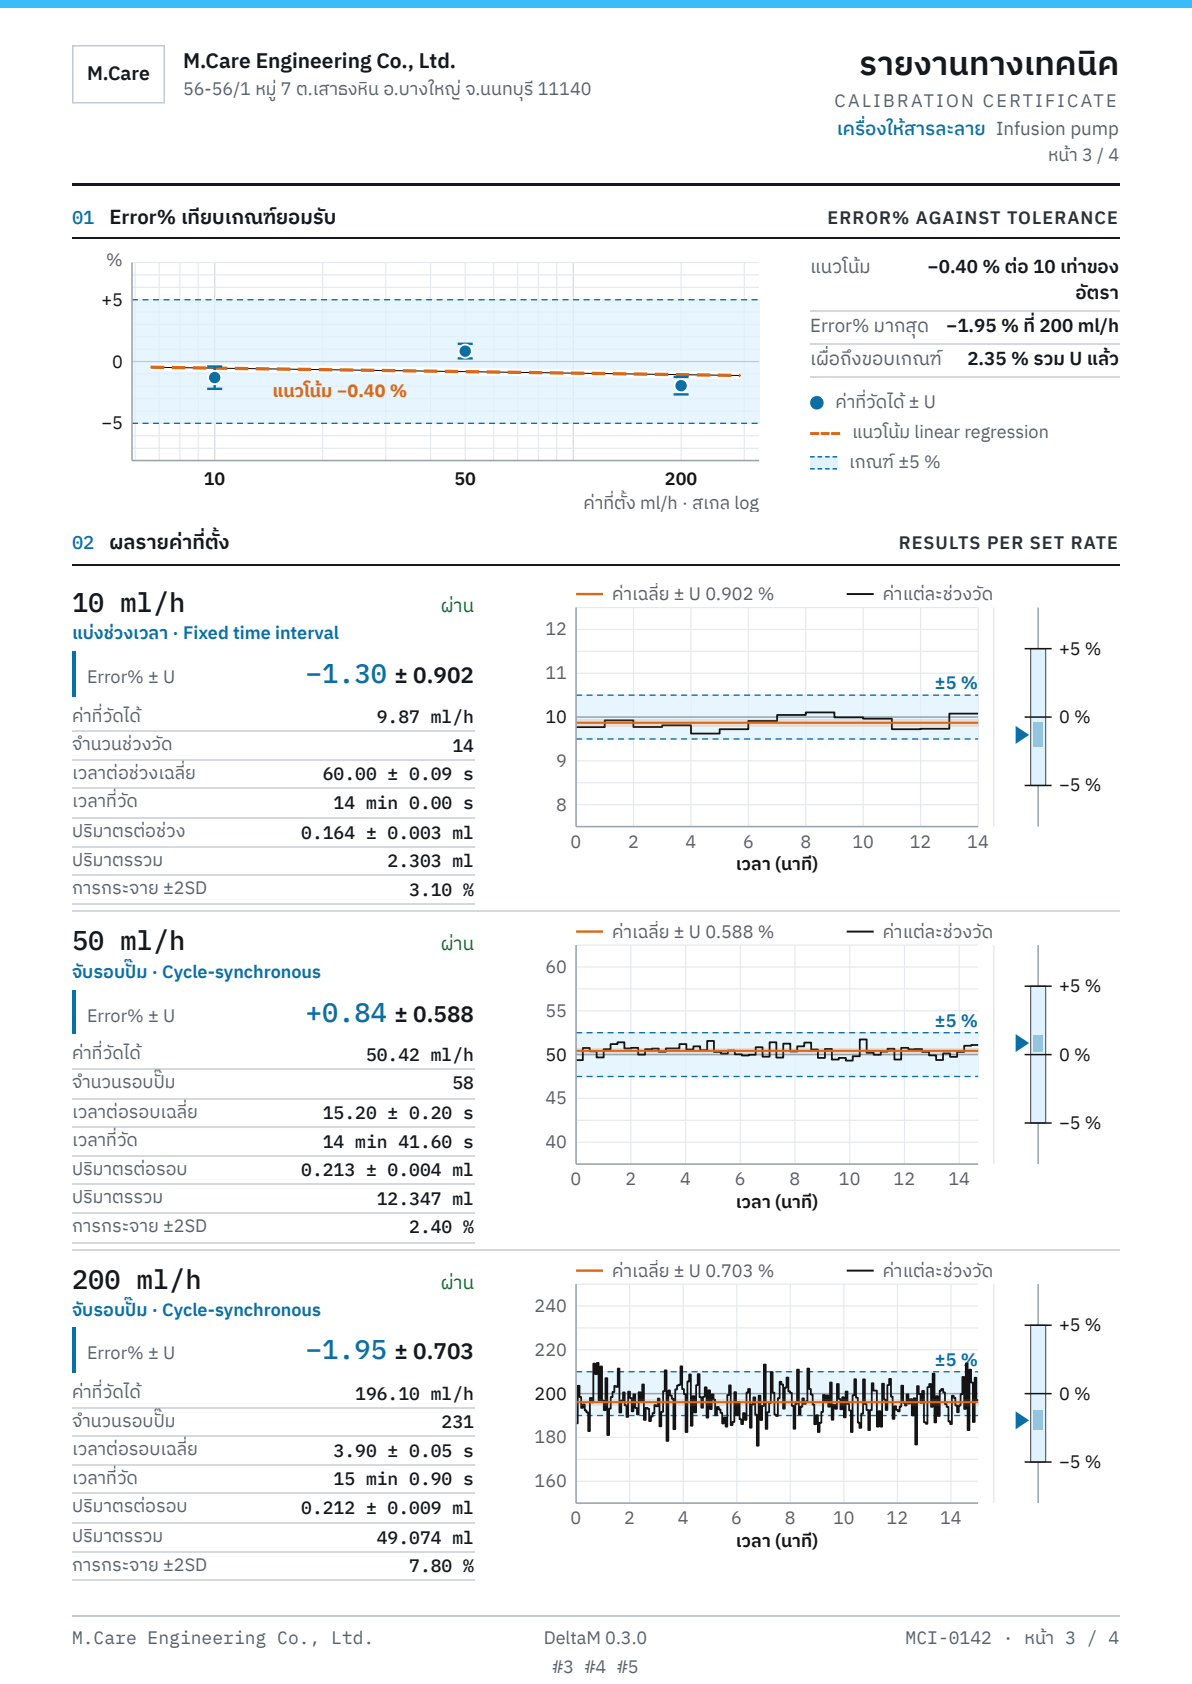 M.Care
M.Care Engineering Co., Ltd.
56-56/1 หมู่ 7 ต.เสาธงหิน อ.บางใหญ่ จ.นนทบุรี 11140
รายงานทางเทคนิค
CALIBRATION CERTIFICATE
เครื่องให้สารละลาย Infusion pump
หน้า 3 / 4
01 Error% เทียบเกณฑ์ยอมรับ
ERROR% AGAINST TOLERANCE
%
+5
0
−5
แนวโน้ม −0.40 %
10 50 200
ค่าที่ตั้ง ml/h · สเกล log
แนวโน้ม −0.40 % ต่อ 10 เท่าของ
อัตรา
Error% มากสุด −1.95 % ที่ 200 ml/h
เผื่อถึงขอบเกณฑ์ 2.35 % รวม U แล้ว
ค่าที่วัดได้ ± U
แนวโน้ม linear regression
เกณฑ์ ±5 %
02 ผลรายค่าที่ตั้ง
RESULTS PER SET RATE
10 ml/h ผ่าน
แบ่งช่วงเวลา · Fixed time interval
Error% ± U −1.30 ± 0.902
ค่าที่วัดได้ 9.87 ml/h
จำนวนช่วงวัด 14
เวลาต่อช่วงเฉลี่ย 60.00 ± 0.09 s
เวลาที่วัด 14 min 0.00 s
ปริมาตรต่อช่วง 0.164 ± 0.003 ml
ปริมาตรรวม 2.303 ml
การกระจาย ±2SD 3.10 %
ค่าเฉลี่ย ± U 0.902 % ค่าแต่ละช่วงวัด
12
11
10
9
8
±5 %
0 2 4 6 8 10 12 14
เวลา (นาที)
+5 %
0 %
−5 %
50 ml/h ผ่าน
จับรอบปั๊ม · Cycle-synchronous
Error% ± U +0.84 ± 0.588
ค่าที่วัดได้ 50.42 ml/h
จำนวนรอบปั๊ม 58
เวลาต่อรอบเฉลี่ย 15.20 ± 0.20 s
เวลาที่วัด 14 min 41.60 s
ปริมาตรต่อรอบ 0.213 ± 0.004 ml
ปริมาตรรวม 12.347 ml
การกระจาย ±2SD 2.40 %
ค่าเฉลี่ย ± U 0.588 % ค่าแต่ละช่วงวัด
60
55
50
45
40
±5 %
0 2 4 6 8 10 12 14
เวลา (นาที)
+5 %
0 %
−5 %
200 ml/h ผ่าน
จับรอบปั๊ม · Cycle-synchronous
Error% ± U −1.95 ± 0.703
ค่าที่วัดได้ 196.10 ml/h
จำนวนรอบปั๊ม 231
เวลาต่อรอบเฉลี่ย 3.90 ± 0.05 s
เวลาที่วัด 15 min 0.90 s
ปริมาตรต่อรอบ 0.212 ± 0.009 ml
ปริมาตรรวม 49.074 ml
การกระจาย ±2SD 7.80 %
ค่าเฉลี่ย ± U 0.703 % ค่าแต่ละช่วงวัด
240
220
200
180
160
±5 %
0 2 4 6 8 10 12 14
เวลา (นาที)
+5 %
0 %
−5 %
M.Care Engineering Co., Ltd.
DeltaM 0.3.0
#3 #4 #5
MCI-0142 · หน้า 3 / 4